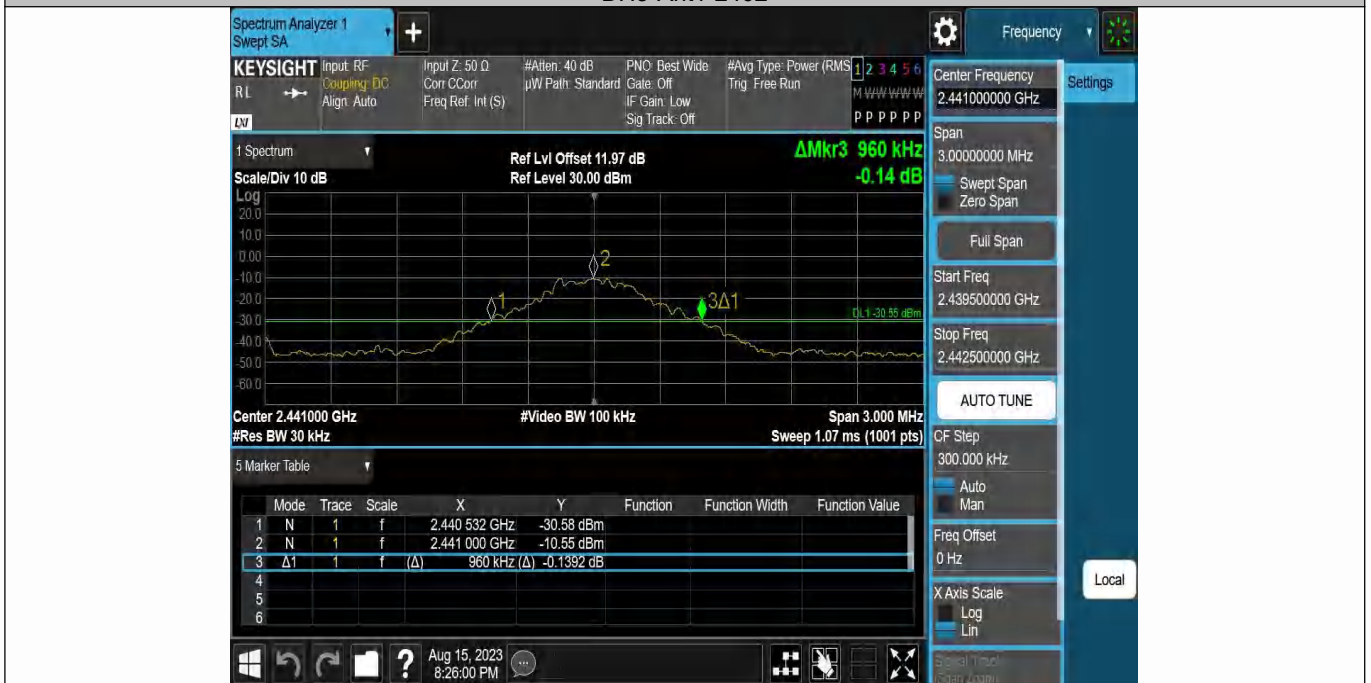 Spectrum Analyzer 1
Swept SA
+
Frequency
KEYSIGHT
RL
LXI
Input: RF
Coupling: DC
Align: Auto
Input Z: 50 Ω
Corr CCorr
Freq Ref: Int (S)
#Atten: 40 dB
µW Path: Standard
PNO: Best Wide
Gate: Off
IF Gain: Low
Sig Track: Off
#Avg Type: Power (RMS
Trig: Free Run
1 2 3 4 5 6
M W W W W W
P P P P P P
Center Frequency
2.441000000 GHz
Settings
1 Spectrum
Scale/Div 10 dB
Ref Lvl Offset 11.97 dB
Ref Level 30.00 dBm
ΔMkr3 960 kHz
-0.14 dB
Span
3.00000000 MHz
Swept Span
Zero Span
Full Span
Start Freq
2.439500000 GHz
Stop Freq
2.442500000 GHz
AUTO TUNE
CF Step
300.000 kHz
Auto
Man
Freq Offset
0 Hz
X Axis Scale
Log
Lin
Local
Log
20.0
10.0
0.00
-10.0
-20.0
-30.0
-40.0
-50.0
-60.0
1
2
3Δ1
DL1 -30.55 dBm
Center 2.441000 GHz
#Video BW 100 kHz
Span 3.000 MHz
#Res BW 30 kHz
Sweep 1.07 ms (1001 pts)
5 Marker Table
Mode Trace Scale X Y Function Function Width Function Value
1 N 1 f 2.440 532 GHz -30.58 dBm
2 N 1 f 2.441 000 GHz -10.55 dBm
3 Δ1 1 f (Δ) 960 kHz (Δ) -0.1392 dB
4
5
6
?
Aug 15, 2023
8:26:00 PM